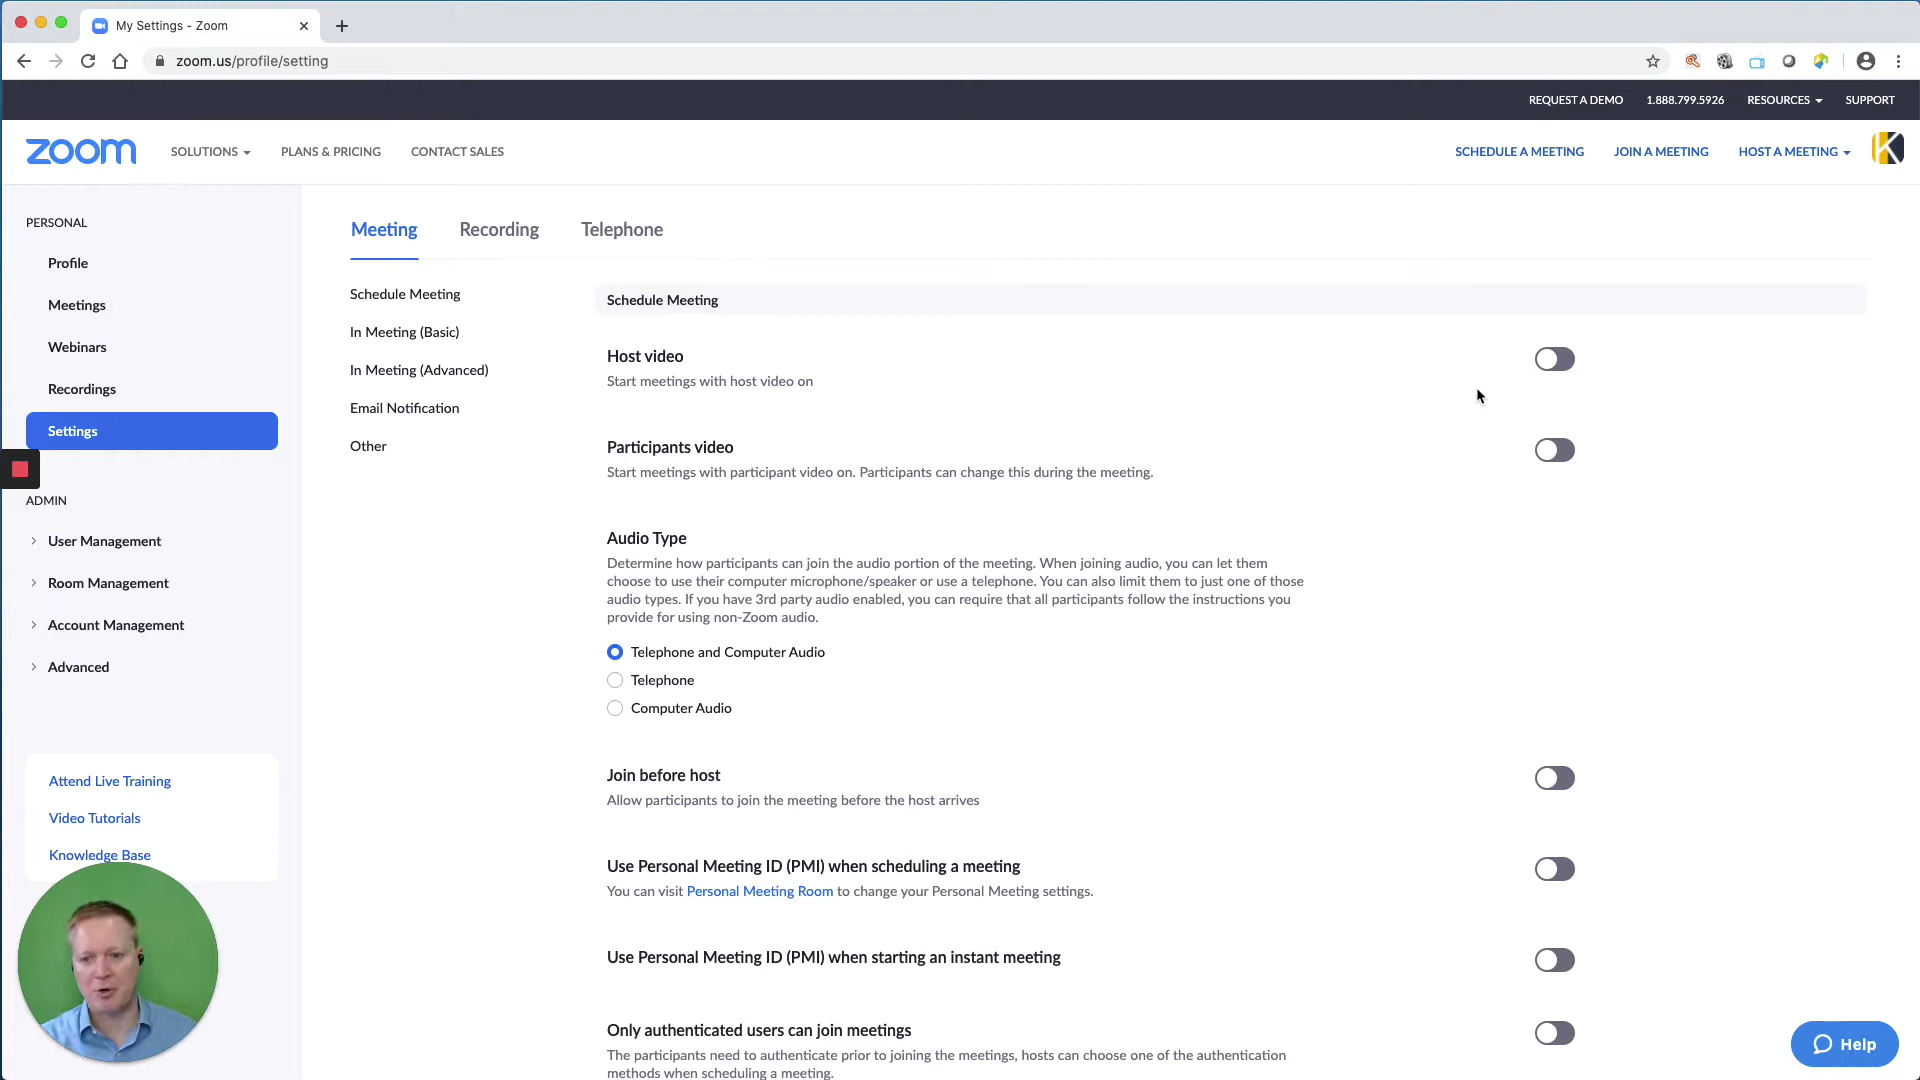 My Settings - Zoom
zoom.us/profile/setting
REQUEST A DEMO 1.888.799.5926 RESOURCES SUPPORT
zoom SOLUTIONS PLANS & PRICING CONTACT SALES SCHEDULE A MEETING JOIN A MEETING HOST A MEETING K
PERSONAL
Profile
Meetings
Webinars
Recordings
Settings
ADMIN
User Management
Room Management
Account Management
Advanced
Attend Live Training
Video Tutorials
Knowledge Base
Meeting Recording Telephone
Schedule Meeting
In Meeting (Basic)
In Meeting (Advanced)
Email Notification
Other
Schedule Meeting
Host video
Start meetings with host video on
Participants video
Start meetings with participant video on. Participants can change this during the meeting.
Audio Type
Determine how participants can join the audio portion of the meeting. When joining audio, you can let them
choose to use their computer microphone/speaker or use a telephone. You can also limit them to just one of those
audio types. If you have 3rd party audio enabled, you can require that all participants follow the instructions you
provide for using non-Zoom audio.
Telephone and Computer Audio
Telephone
Computer Audio
Join before host
Allow participants to join the meeting before the host arrives
Use Personal Meeting ID (PMI) when scheduling a meeting
You can visit Personal Meeting Room to change your Personal Meeting settings.
Use Personal Meeting ID (PMI) when starting an instant meeting
Only authenticated users can join meetings
The participants need to authenticate prior to joining the meetings, hosts can choose one of the authentication
methods when scheduling a meeting.
Help